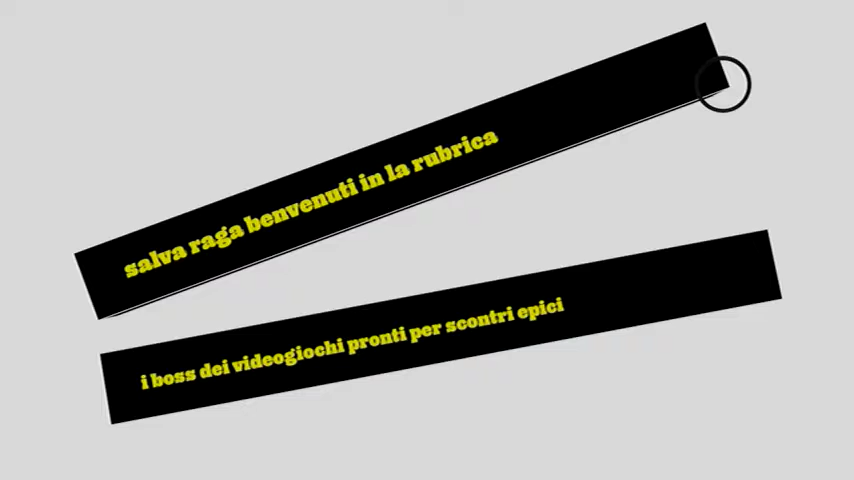 salva raga benvenuti in la rubrica
i boss dei videogiochi pronti per scontri epici